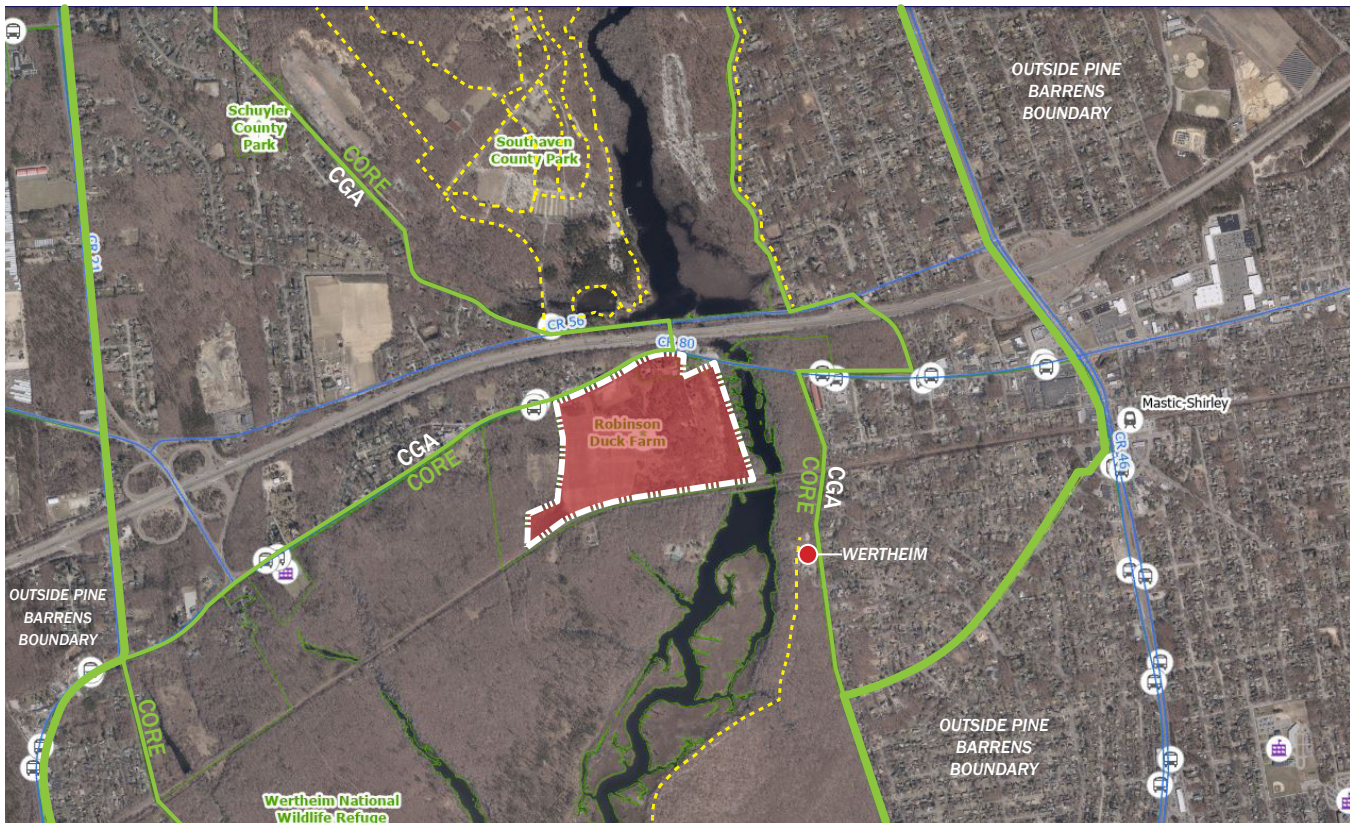 OUTSIDE PINE
BARRENS
BOUNDARY
Schuyler
County
Park
Southaven
County Park
CORE
CGA
CR 21
CR 56
CR 80
Robinson
Duck Farm
CGA
CORE
Mastic-Shirley
CR 46
CORE
CGA
WERTHEIM
OUTSIDE PINE
BARRENS
BOUNDARY
CORE
OUTSIDE PINE
BARRENS
BOUNDARY
Wertheim National
Wildlife Refuge